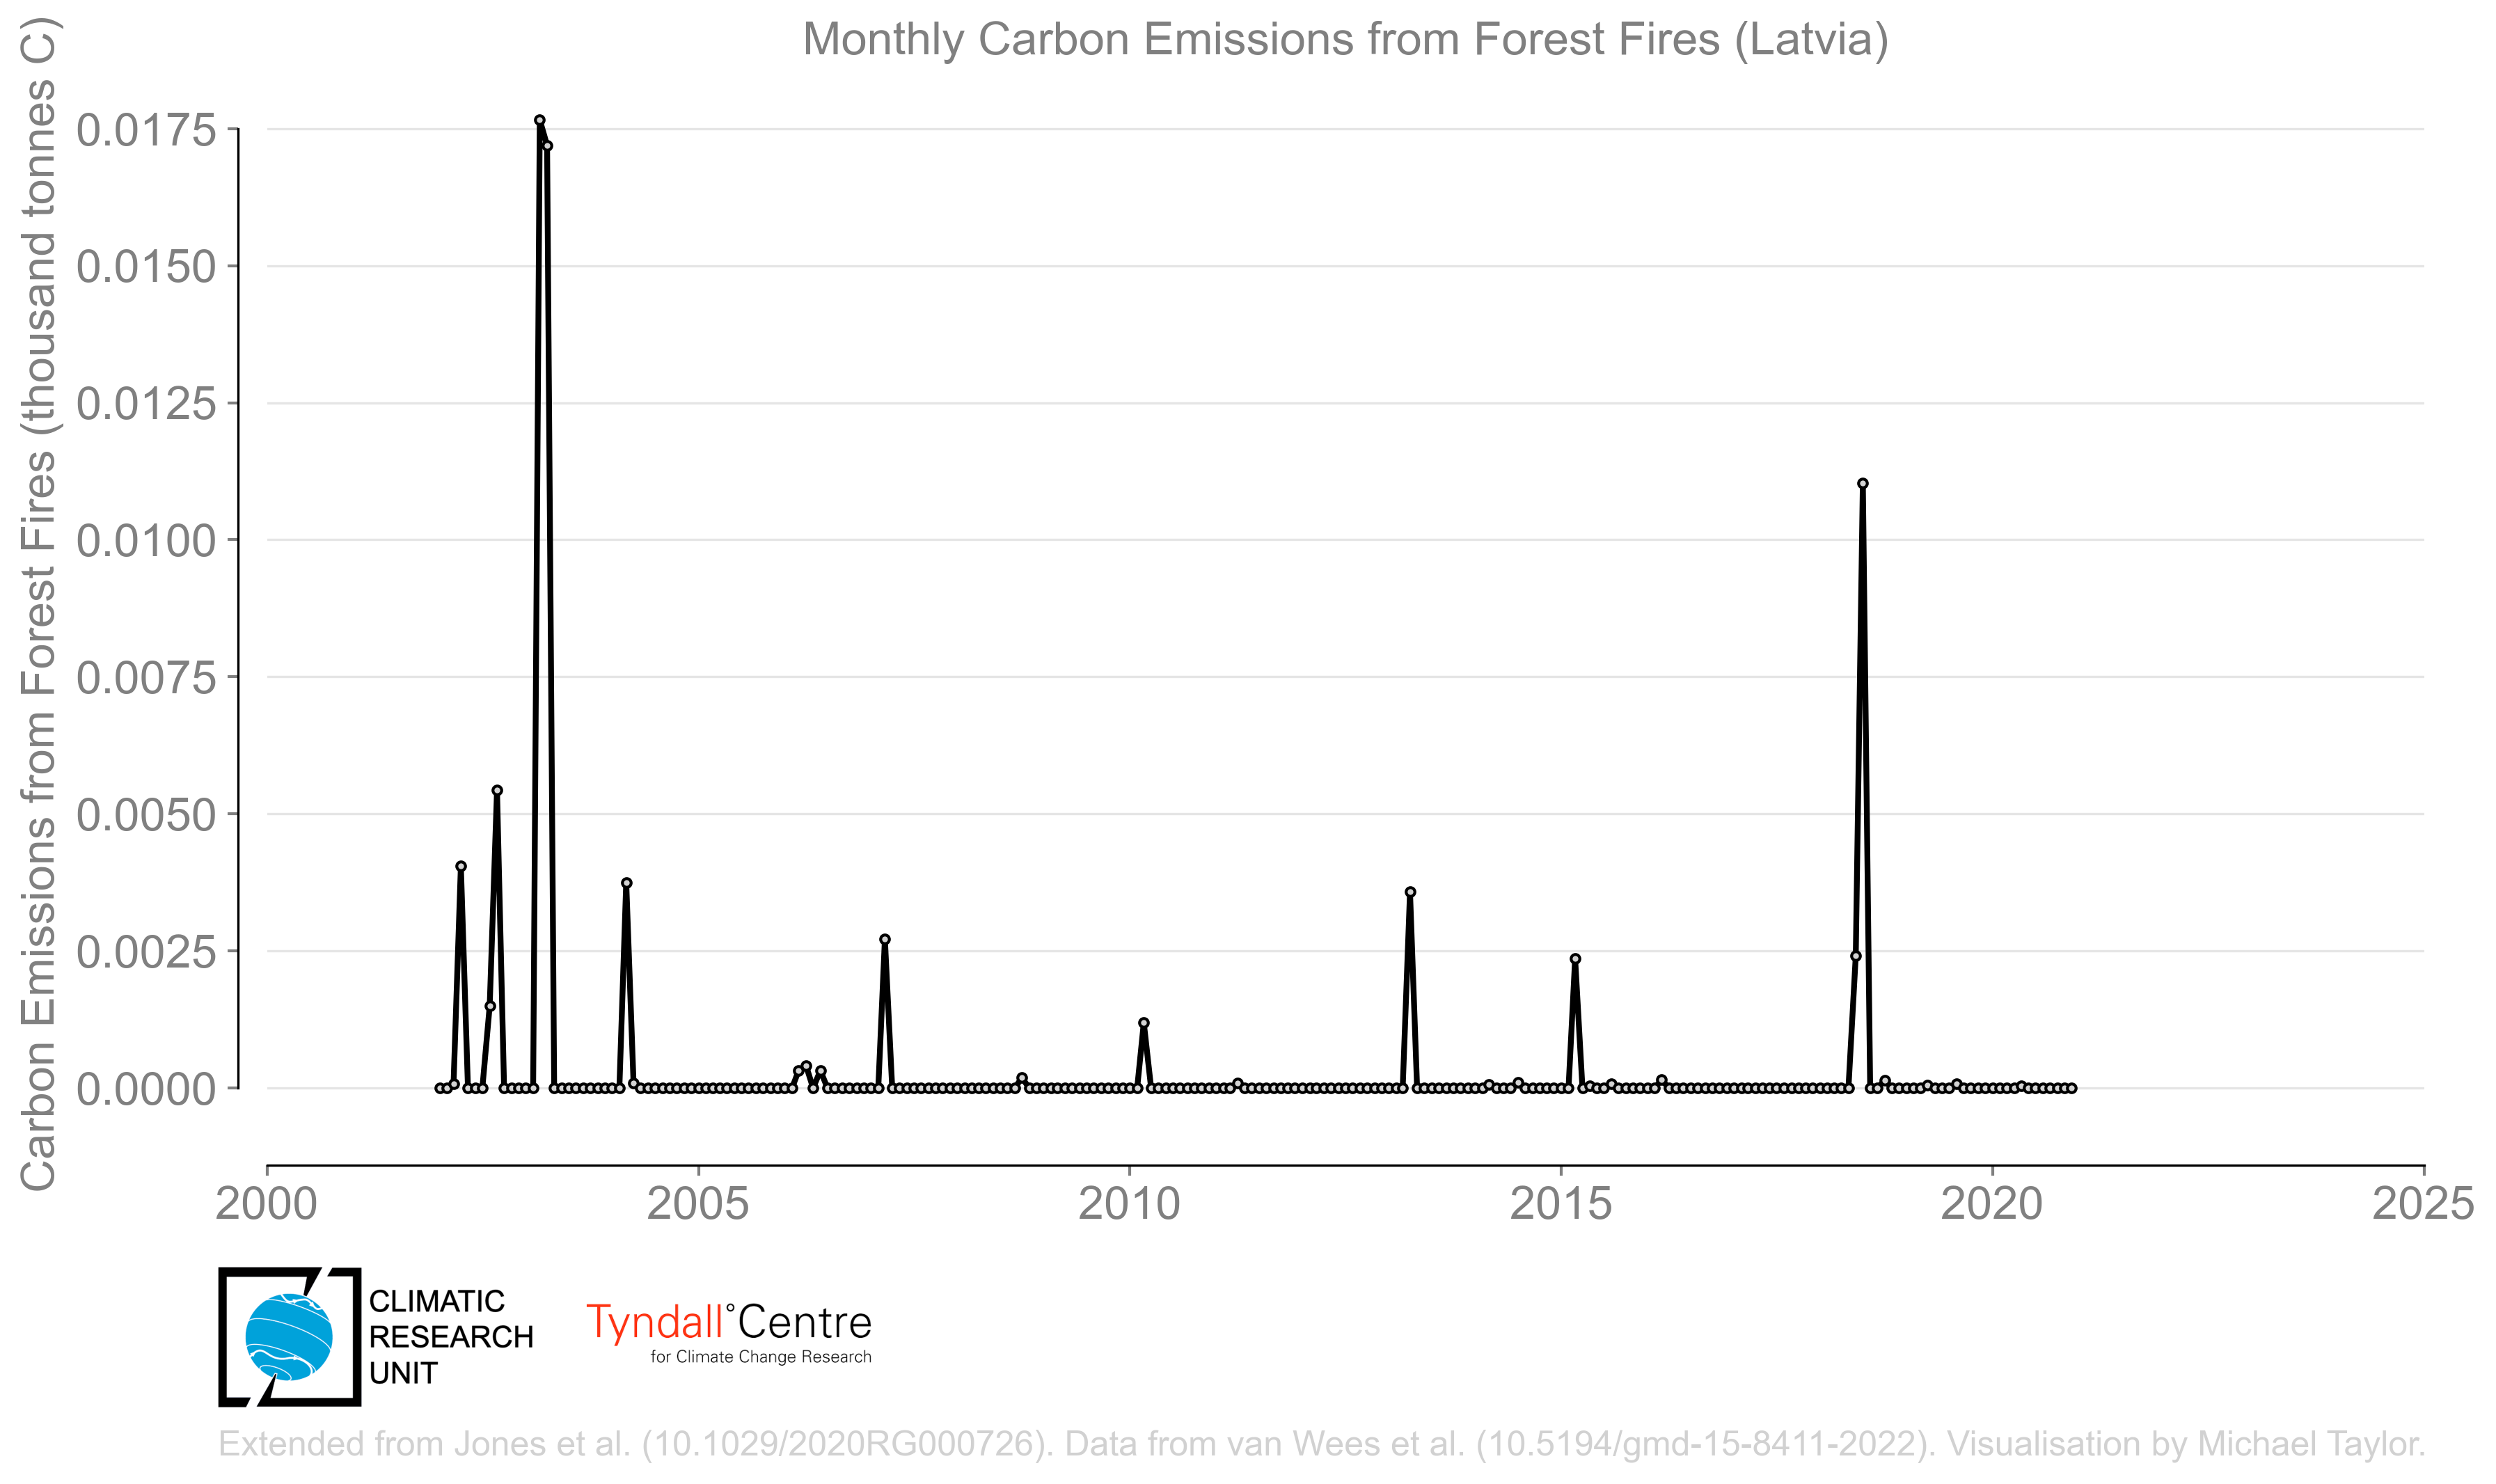 Monthly Carbon Emissions from Forest Fires (Latvia)
Carbon Emissions from Forest Fires (thousand tonnes C)
0.0175
0.0150
0.0125
0.0100
0.0075
0.0050
0.0025
0.0000
2000 2005 2010 2015 2020 2025
CLIMATIC
RESEARCH
UNIT
Tyndall°Centre
for Climate Change Research
Extended from Jones et al. (10.1029/2020RG000726). Data from van Wees et al. (10.5194/gmd-15-8411-2022). Visualisation by Michael Taylor.